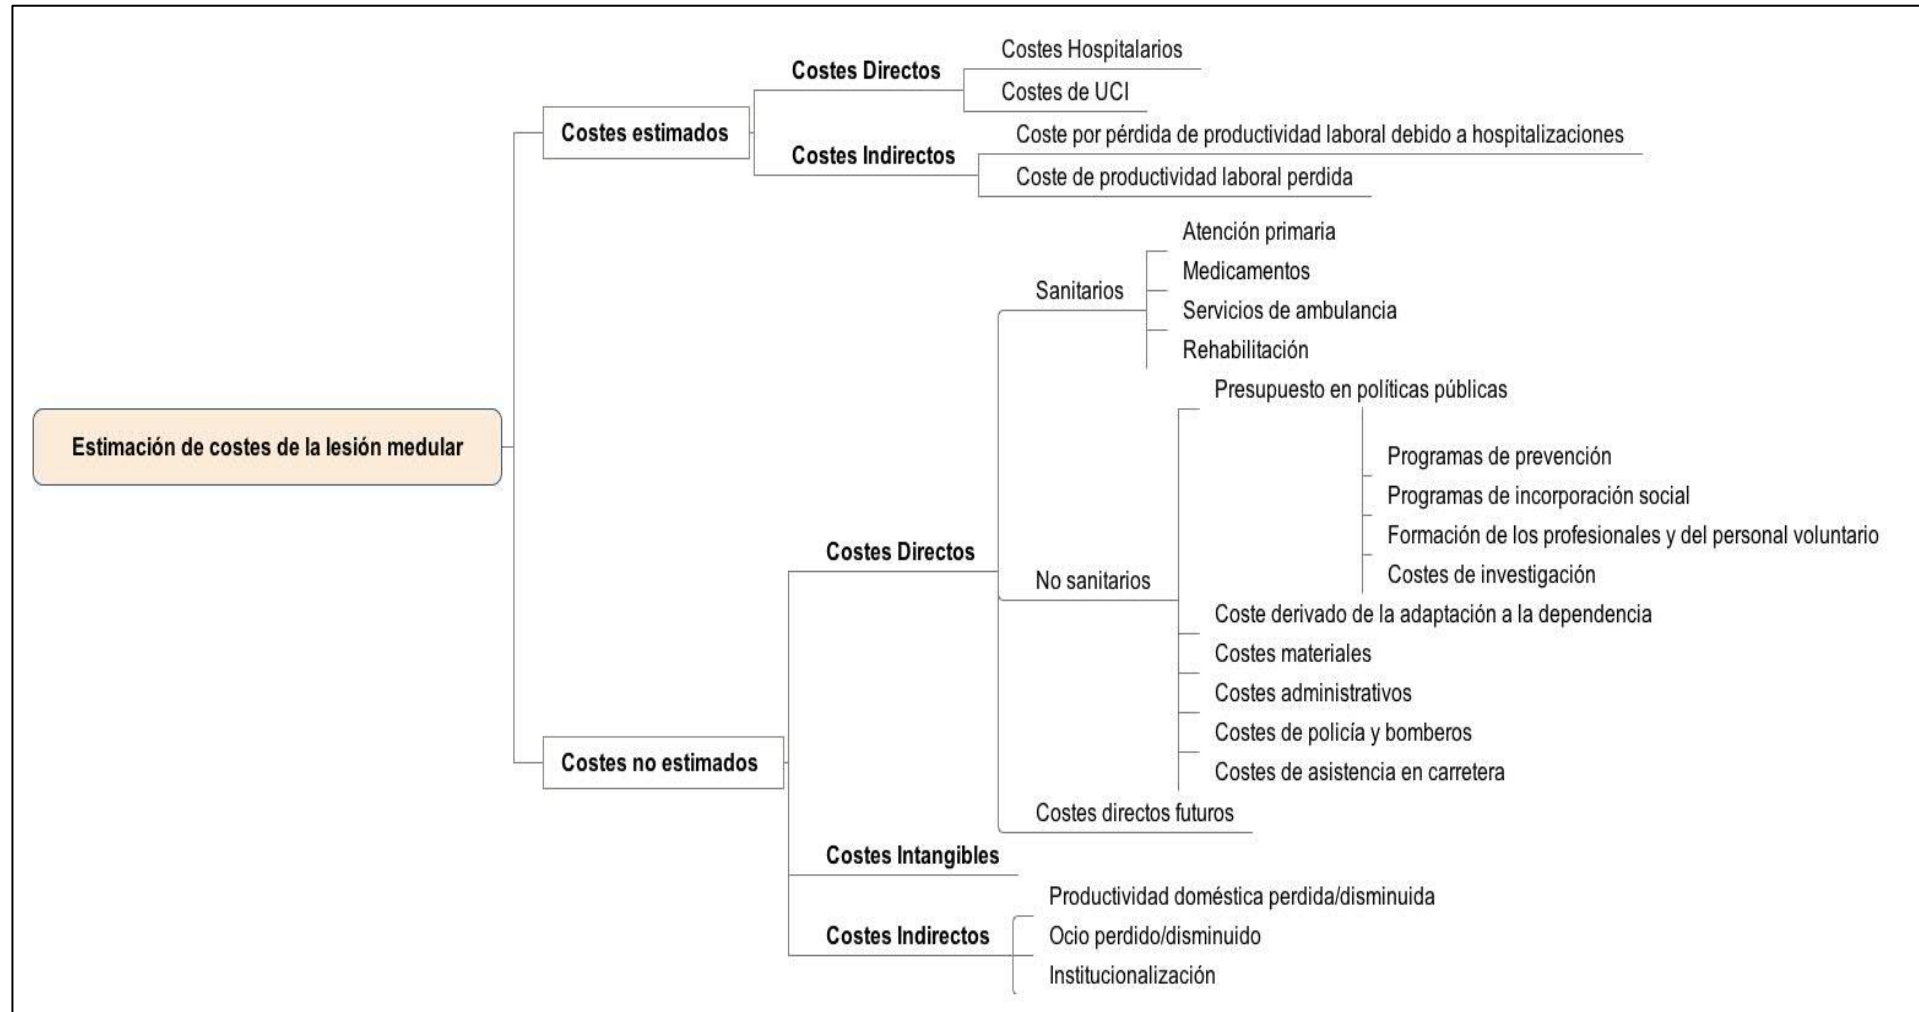 Estimación de costes de la lesión medular
Costes estimados
Costes Directos
Costes Hospitalarios
Costes de UCI
Costes Indirectos
Coste por pérdida de productividad laboral debido a hospitalizaciones
Coste de productividad laboral perdida
Costes no estimados
Costes Directos
Sanitarios
Atención primaria
Medicamentos
Servicios de ambulancia
Rehabilitación
No sanitarios
Presupuesto en políticas públicas
Programas de prevención
Programas de incorporación social
Formación de los profesionales y del personal voluntario
Costes de investigación
Coste derivado de la adaptación a la dependencia
Costes materiales
Costes administrativos
Costes de policía y bomberos
Costes de asistencia en carretera
Costes directos futuros
Costes Intangibles
Costes Indirectos
Productividad doméstica perdida/disminuida
Ocio perdido/disminuido
Institucionalización